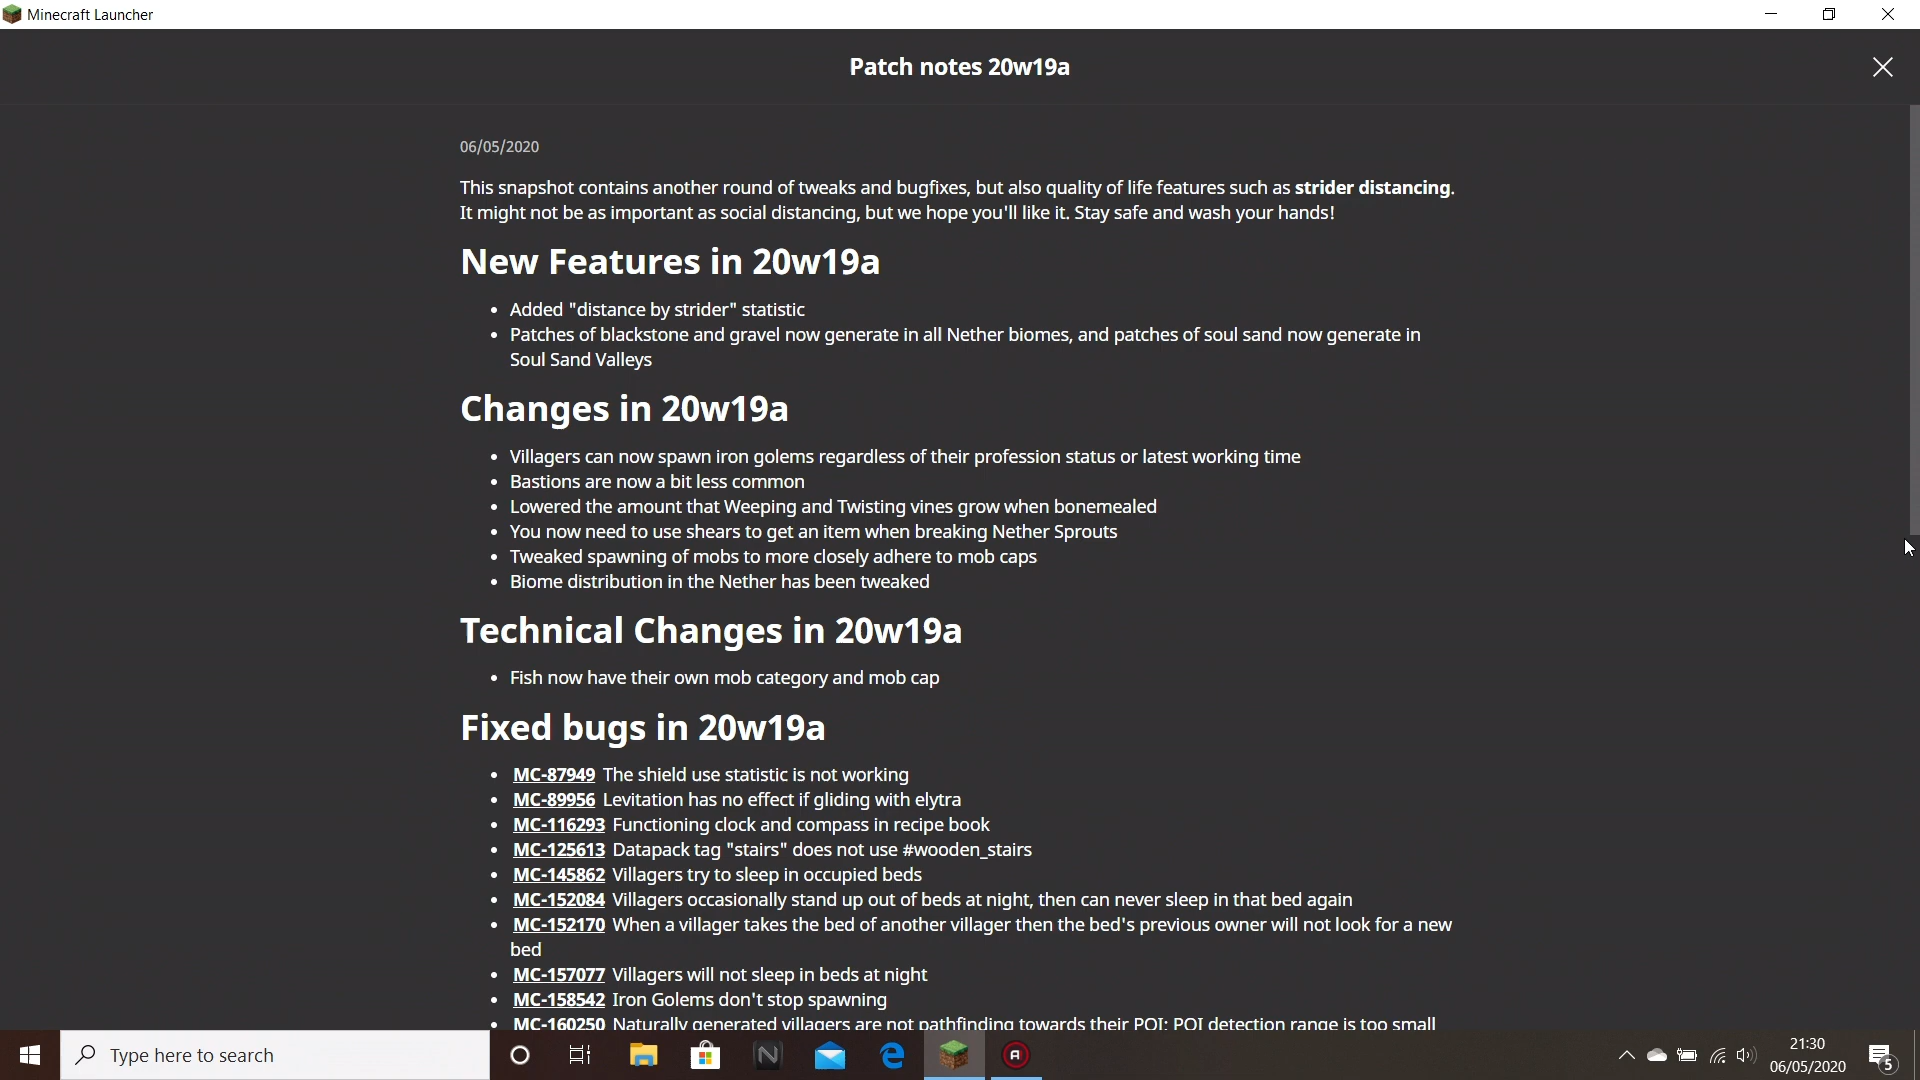 Minecraft Launcher
Patch notes 20w19a
06/05/2020
This snapshot contains another round of tweaks and bugfixes, but also quality of life features such as strider distancing.
It might not be as important as social distancing, but we hope you'll like it. Stay safe and wash your hands!
New Features in 20w19a
• Added "distance by strider" statistic
• Patches of blackstone and gravel now generate in all Nether biomes, and patches of soul sand now generate in
Soul Sand Valleys
Changes in 20w19a
• Villagers can now spawn iron golems regardless of their profession status or latest working time
• Bastions are now a bit less common
• Lowered the amount that Weeping and Twisting vines grow when bonemealed
• You now need to use shears to get an item when breaking Nether Sprouts
• Tweaked spawning of mobs to more closely adhere to mob caps
• Biome distribution in the Nether has been tweaked
Technical Changes in 20w19a
• Fish now have their own mob category and mob cap
Fixed bugs in 20w19a
• MC-87949 The shield use statistic is not working
• MC-89956 Levitation has no effect if gliding with elytra
• MC-116293 Functioning clock and compass in recipe book
• MC-125613 Datapack tag "stairs" does not use #wooden_stairs
• MC-145862 Villagers try to sleep in occupied beds
• MC-152084 Villagers occasionally stand up out of beds at night, then can never sleep in that bed again
• MC-152170 When a villager takes the bed of another villager then the bed's previous owner will not look for a new
bed
• MC-157077 Villagers will not sleep in beds at night
• MC-158542 Iron Golems don't stop spawning
• MC-160250 Naturally generated villagers are not pathfinding towards their POI; POI detection range is too small
Type here to search
N
A
21:30
06/05/2020
5